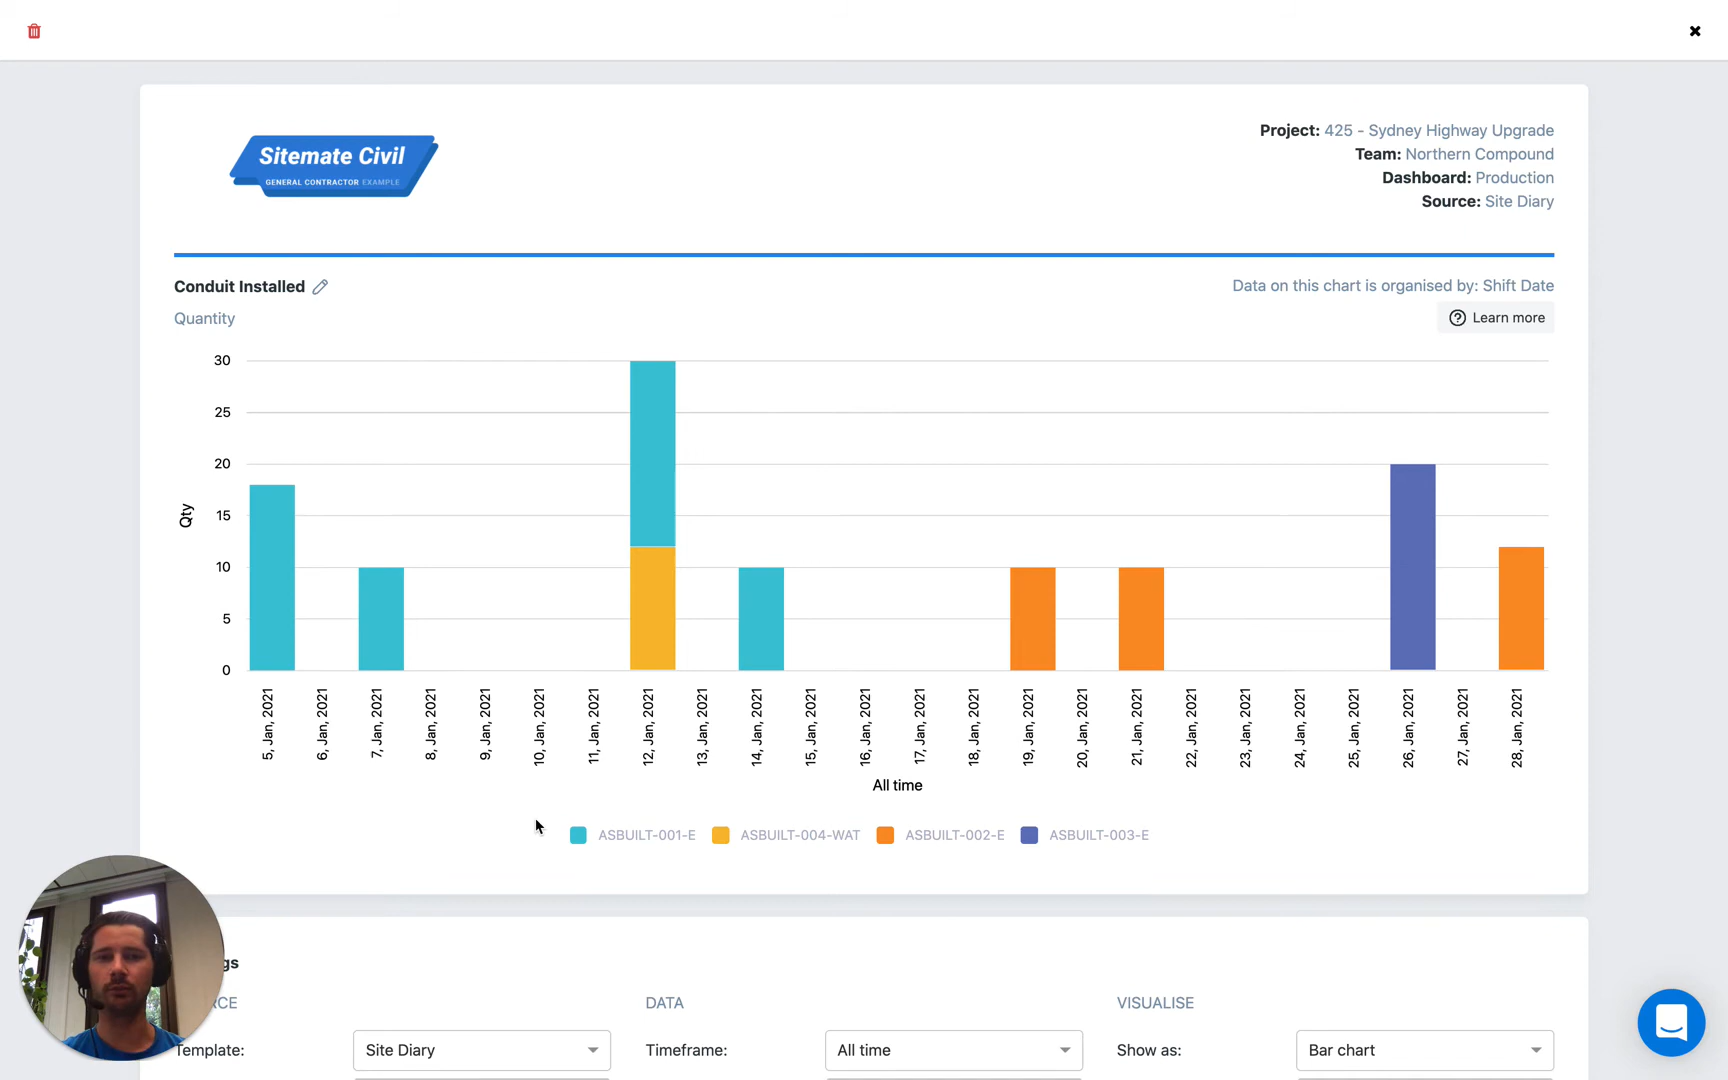 Sitemate Civil
GENERAL CONTRACTOR EXAMPLE
Project: 425 - Sydney Highway Upgrade
Team: Northern Compound
Dashboard: Production
Source: Site Diary
Conduit Installed
Data on this chart is organised by: Shift Date
Quantity
Learn more
30
25
20
15
10
5
0
Qty
5, Jan, 2021
6, Jan, 2021
7, Jan, 2021
8, Jan, 2021
9, Jan, 2021
10, Jan, 2021
11, Jan, 2021
12, Jan, 2021
13, Jan, 2021
14, Jan, 2021
15, Jan, 2021
16, Jan, 2021
17, Jan, 2021
18, Jan, 2021
19, Jan, 2021
20, Jan, 2021
21, Jan, 2021
22, Jan, 2021
23, Jan, 2021
24, Jan, 2021
25, Jan, 2021
26, Jan, 2021
27, Jan, 2021
28, Jan, 2021
All time
ASBUILT-001-E ASBUILT-004-WAT ASBUILT-002-E ASBUILT-003-E
DATA
VISUALISE
Template: Site Diary
Timeframe: All time
Show as: Bar chart